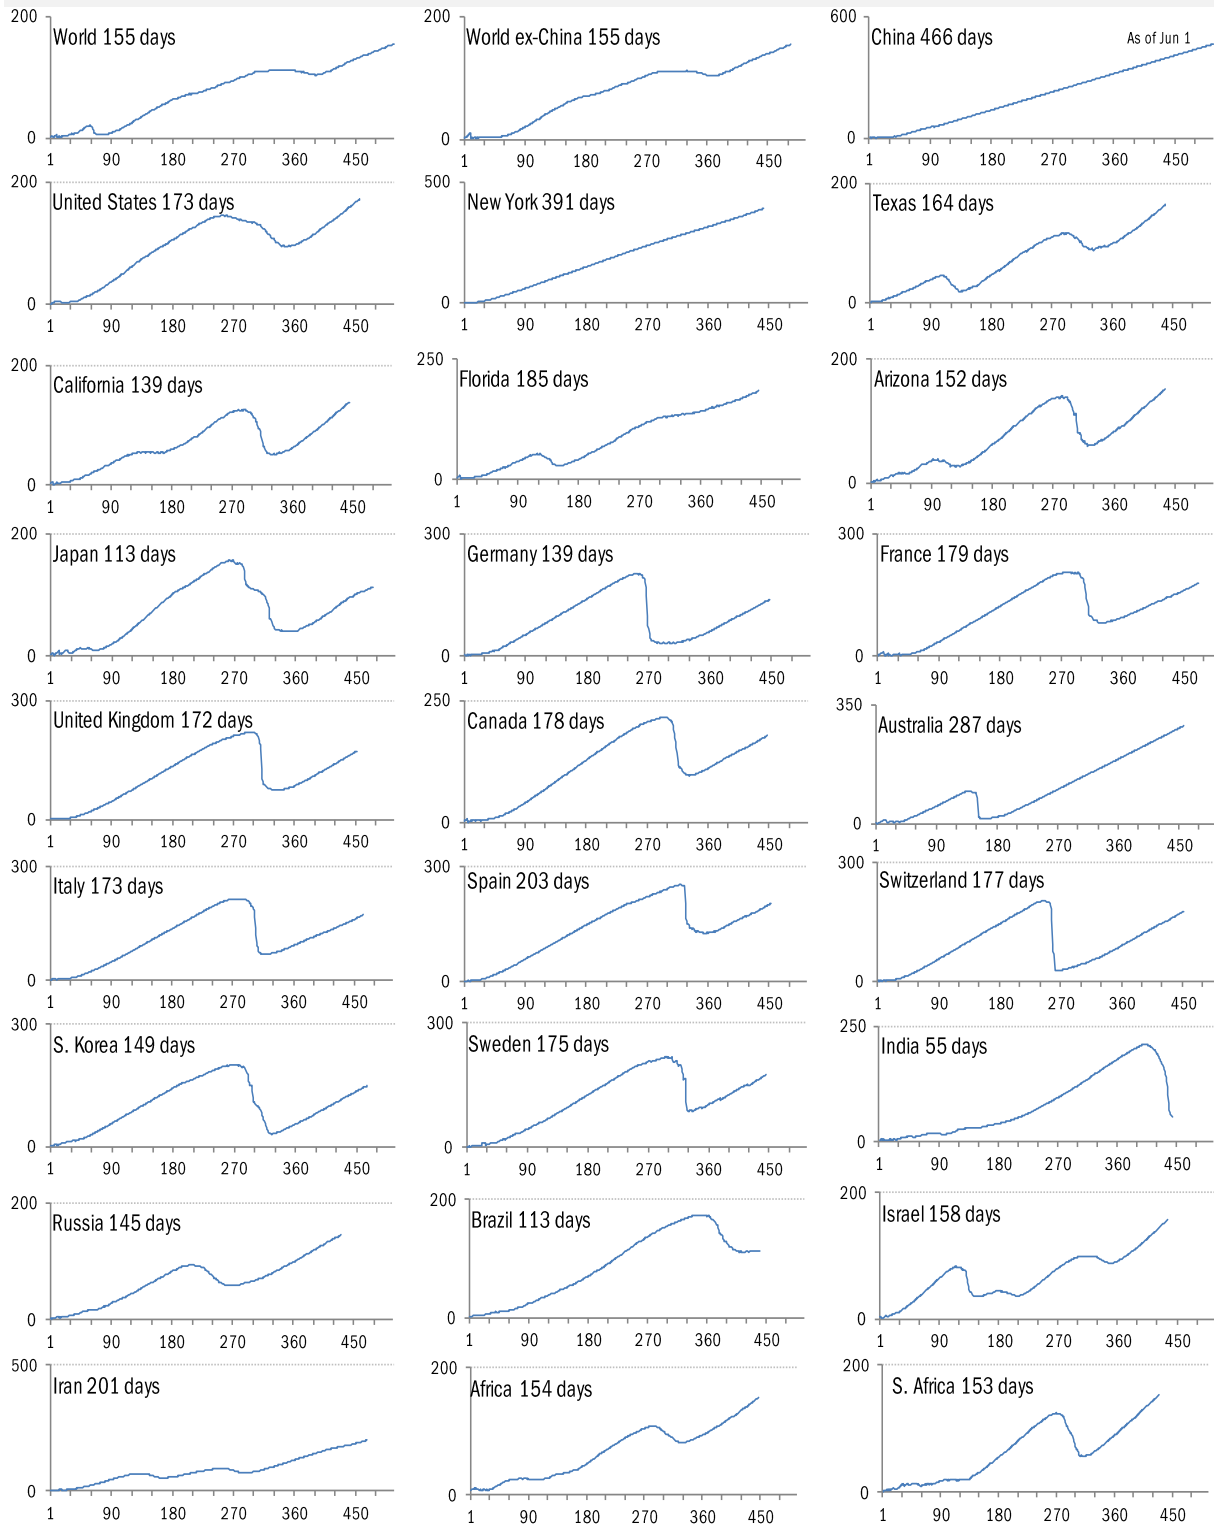 200
World 155 days
0
1 90 180 270 360 450
200
World ex-China 155 days
0
1 90 180 270 360 450
600
China 466 days
As of Jun 1
0
1 90 180 270 360 450
200
United States 173 days
0
1 90 180 270 360 450
500
New York 391 days
0
1 90 180 270 360 450
200
Texas 164 days
0
1 90 180 270 360 450
200
California 139 days
0
1 90 180 270 360 450
250
Florida 185 days
0
1 90 180 270 360 450
200
Arizona 152 days
0
1 90 180 270 360 450
200
Japan 113 days
0
1 90 180 270 360 450
300
Germany 139 days
0
1 90 180 270 360 450
300
France 179 days
0
1 90 180 270 360 450
300
United Kingdom 172 days
0
1 90 180 270 360 450
250
Canada 178 days
0
1 90 180 270 360 450
350
Australia 287 days
0
1 90 180 270 360 450
300
Italy 173 days
0
1 90 180 270 360 450
300
Spain 203 days
0
1 90 180 270 360 450
300
Switzerland 177 days
0
1 90 180 270 360 450
300
S. Korea 149 days
0
1 90 180 270 360 450
300
Sweden 175 days
0
1 90 180 270 360 450
250
India 55 days
0
1 90 180 270 360 450
200
Russia 145 days
0
1 90 180 270 360 450
200
Brazil 113 days
0
1 90 180 270 360 450
200
Israel 158 days
0
1 90 180 270 360 450
500
Iran 201 days
0
1 90 180 270 360 450
200
Africa 154 days
0
1 90 180 270 360 450
200
S. Africa 153 days
0
1 90 180 270 360 450